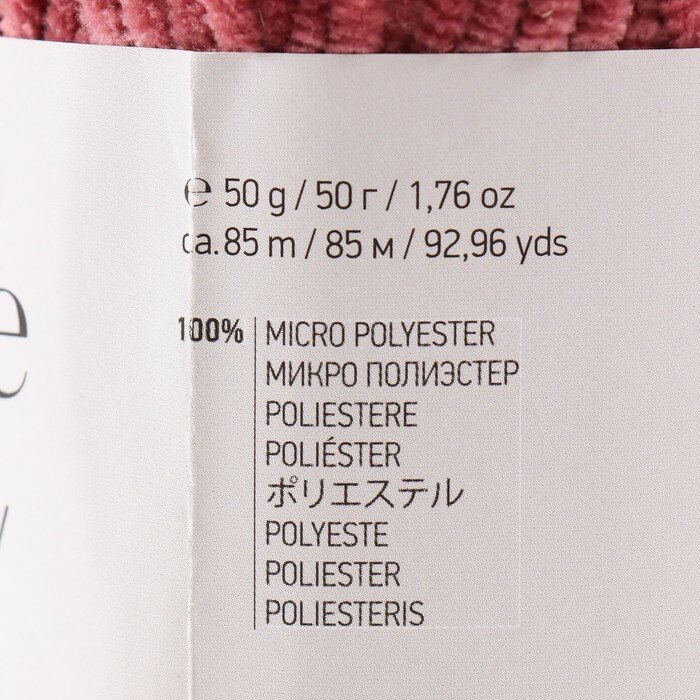 ℮ 50 g / 50 г / 1,76 oz
ca. 85 m / 85 м / 92,96 yds
100% MICRO POLYESTER
МИКРО ПОЛИЭСТЕР
POLIESTERE
POLIÉSTER
ポリエステル
POLYESTE
POLIESTER
POLIESTERIS